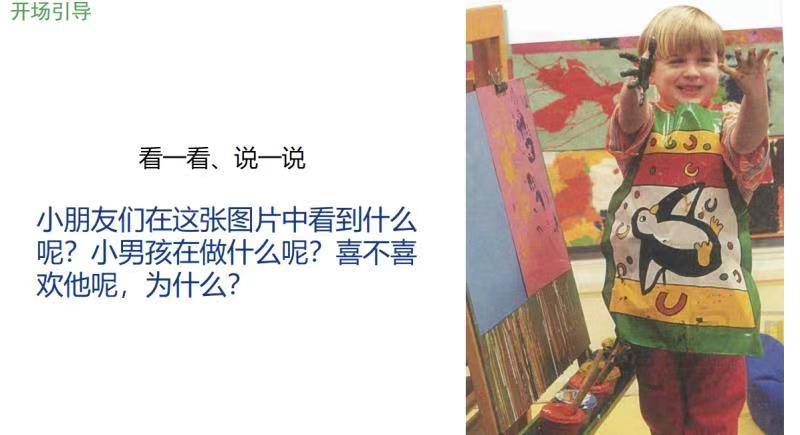 开场引导
看一看、说一说
小朋友们在这张图片中看到什么
呢？小男孩在做什么呢？喜不喜
欢他呢，为什么？